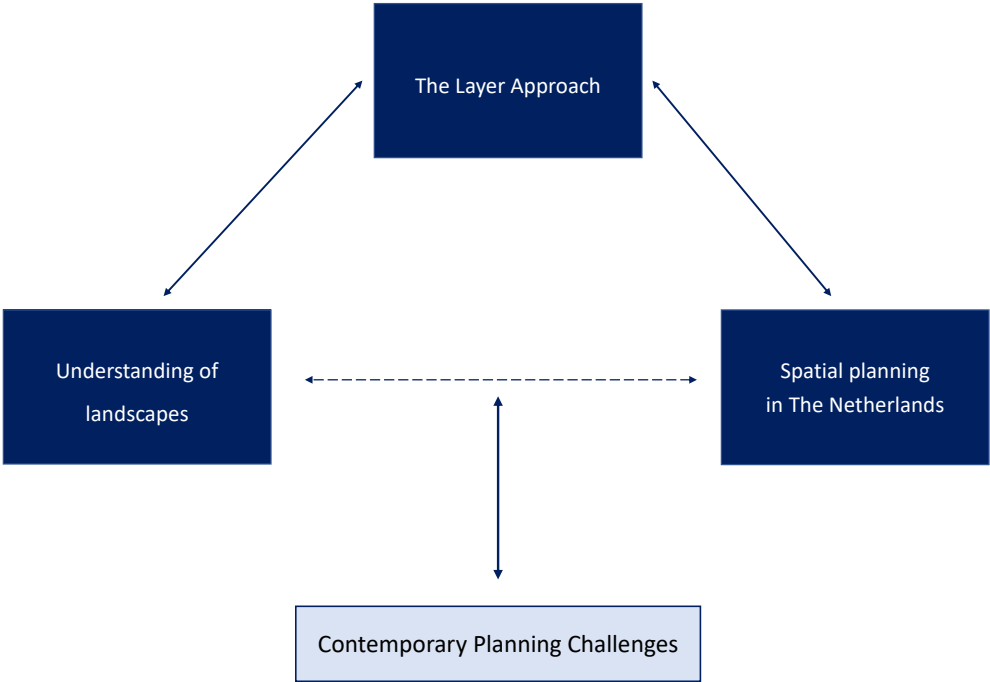 The Layer Approach
Understanding of
landscapes
Spatial planning
in The Netherlands
Contemporary Planning Challenges